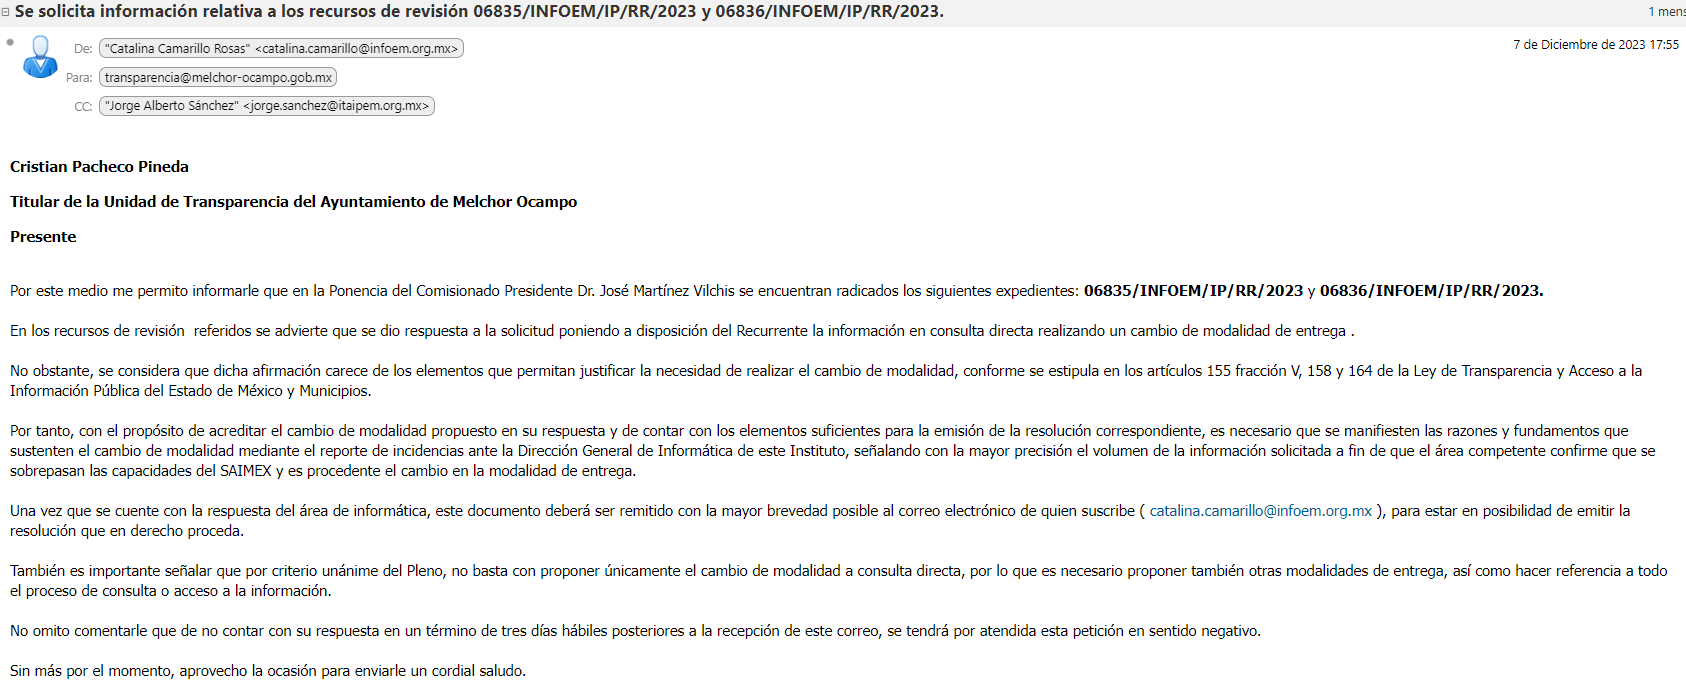 Se solicita información relativa a los recursos de revisión 06835/INFOEM/IP/RR/2023 y 06836/INFOEM/IP/RR/2023.
1 mens
De: "Catalina Camarillo Rosas" <catalina.camarillo@infoem.org.mx>
7 de Diciembre de 2023 17:55
Para: transparencia@melchor-ocampo.gob.mx
CC: "Jorge Alberto Sánchez" <jorge.sanchez@itaipem.org.mx>
Cristian Pacheco Pineda
Titular de la Unidad de Transparencia del Ayuntamiento de Melchor Ocampo
Presente
Por este medio me permito informarle que en la Ponencia del Comisionado Presidente Dr. José Martínez Vilchis se encuentran radicados los siguientes expedientes: 06835/INFOEM/IP/RR/2023 y 06836/INFOEM/IP/RR/2023.
En los recursos de revisión  referidos se advierte que se dio respuesta a la solicitud poniendo a disposición del Recurrente la información en consulta directa realizando un cambio de modalidad de entrega .
No obstante, se considera que dicha afirmación carece de los elementos que permitan justificar la necesidad de realizar el cambio de modalidad, conforme se estipula en los artículos 155 fracción V, 158 y 164 de la Ley de Transparencia y Acceso a la
Información Pública del Estado de México y Municipios.
Por tanto, con el propósito de acreditar el cambio de modalidad propuesto en su respuesta y de contar con los elementos suficientes para la emisión de la resolución correspondiente, es necesario que se manifiesten las razones y fundamentos que
sustenten el cambio de modalidad mediante el reporte de incidencias ante la Dirección General de Informática de este Instituto, señalando con la mayor precisión el volumen de la información solicitada a fin de que el área competente confirme que se
sobrepasan las capacidades del SAIMEX y es procedente el cambio en la modalidad de entrega.
Una vez que se cuente con la respuesta del área de informática, este documento deberá ser remitido con la mayor brevedad posible al correo electrónico de quien suscribe ( catalina.camarillo@infoem.org.mx ), para estar en posibilidad de emitir la
resolución que en derecho proceda.
También es importante señalar que por criterio unánime del Pleno, no basta con proponer únicamente el cambio de modalidad a consulta directa, por lo que es necesario proponer también otras modalidades de entrega, así como hacer referencia a todo
el proceso de consulta o acceso a la información.
No omito comentarle que de no contar con su respuesta en un término de tres días hábiles posteriores a la recepción de este correo, se tendrá por atendida esta petición en sentido negativo.
Sin más por el momento, aprovecho la ocasión para enviarle un cordial saludo.